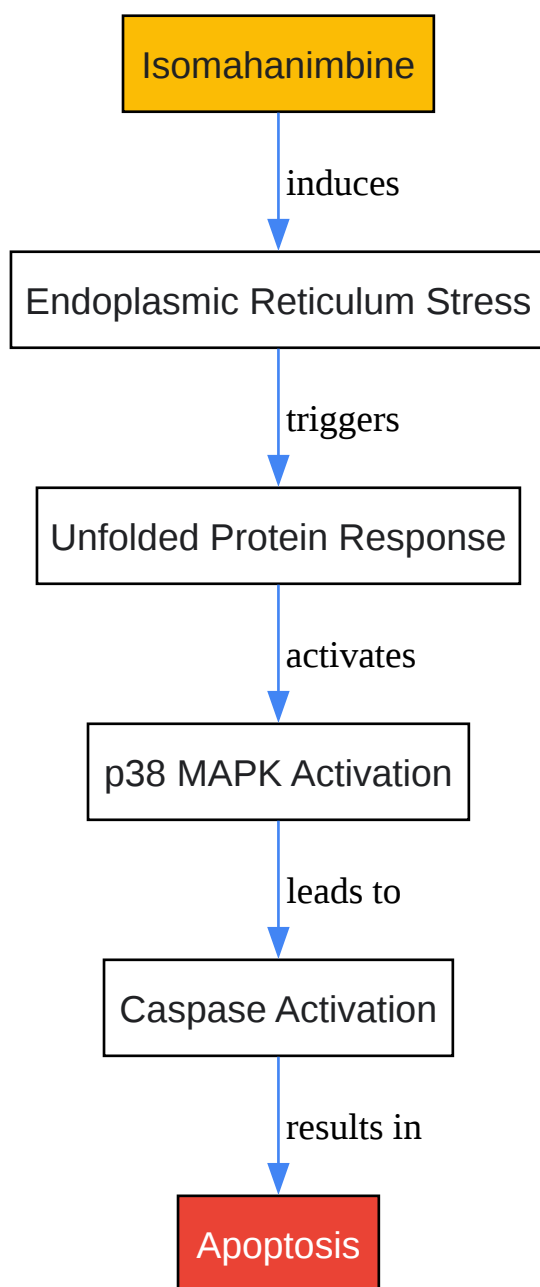 Isomahanimbine
induces
Endoplasmic Reticulum Stress
triggers
Unfolded Protein Response
activates
p38 MAPK Activation
leads to
Caspase Activation
results in
Apoptosis